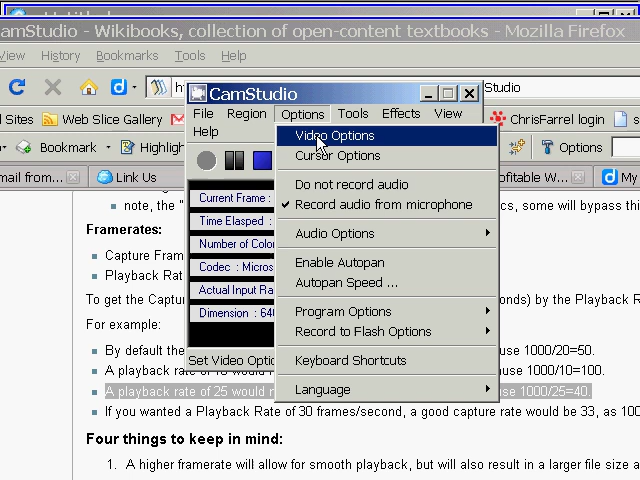 CamStudio - Wikibooks, collection of open-content textbooks - Mozilla Firefox
View History Bookmarks Tools Help
CamStudio
Studio
File Region Options Tools Effects View
Help
Sites Web Slice Gallery
ChrisFarrel login
Bookmark Highligh
Options
mail from... Link Us
ofitable W... My
Video Options
Cursor Options
Do not record audio
Record audio from microphone
Audio Options
Enable Autopan
Autopan Speed ...
Program Options
Record to Flash Options
Keyboard Shortcuts
Language
Current Frame :
Time Elasped :
Number of Color
Codec : Micros
Actual Input Ra
Dimension : 640
Set Video Optio
note, the "
cs, some will bypass thi
Framerates:
Capture Fram
Playback Rat
To get the Captur
onds) by the Playback R
For example:
By default the
use 1000/20=50.
A playback rate of 10 would r
use 1000/10=100.
A playback rate of 25 would r
use 1000/25=40.
If you wanted a Playback Rate of 30 frames/second, a good capture rate would be 33, as 100
Four things to keep in mind:
1. A higher framerate will allow for smooth playback, but will also result in a larger file size a